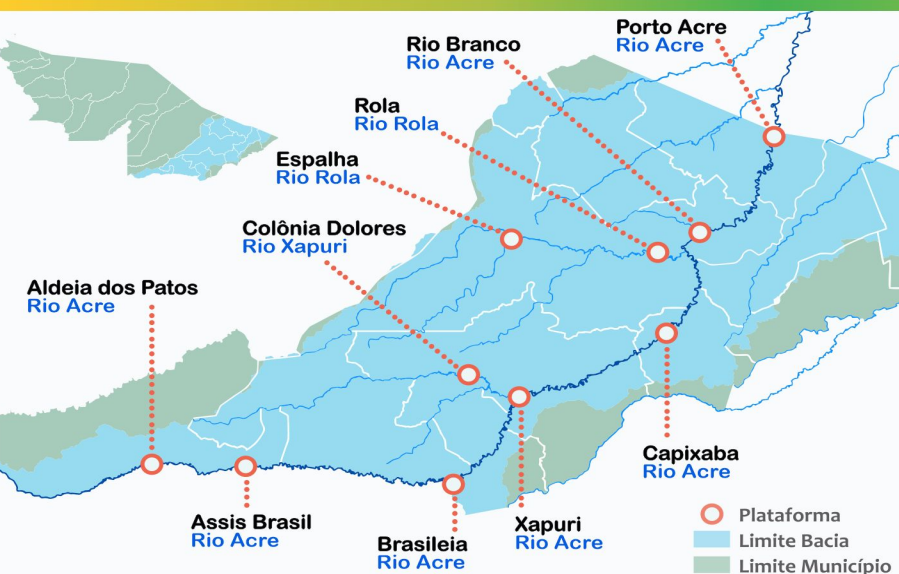 Porto Acre
Rio Acre
Rio Branco
Rio Acre
Rola
Rio Rola
Espalha
Rio Rola
Colônia Dolores
Rio Xapuri
Aldeia dos Patos
Rio Acre
Capixaba
Rio Acre
Assis Brasil
Rio Acre
Brasileia
Rio Acre
Xapuri
Rio Acre
Plataforma
Limite Bacia
Limite Município